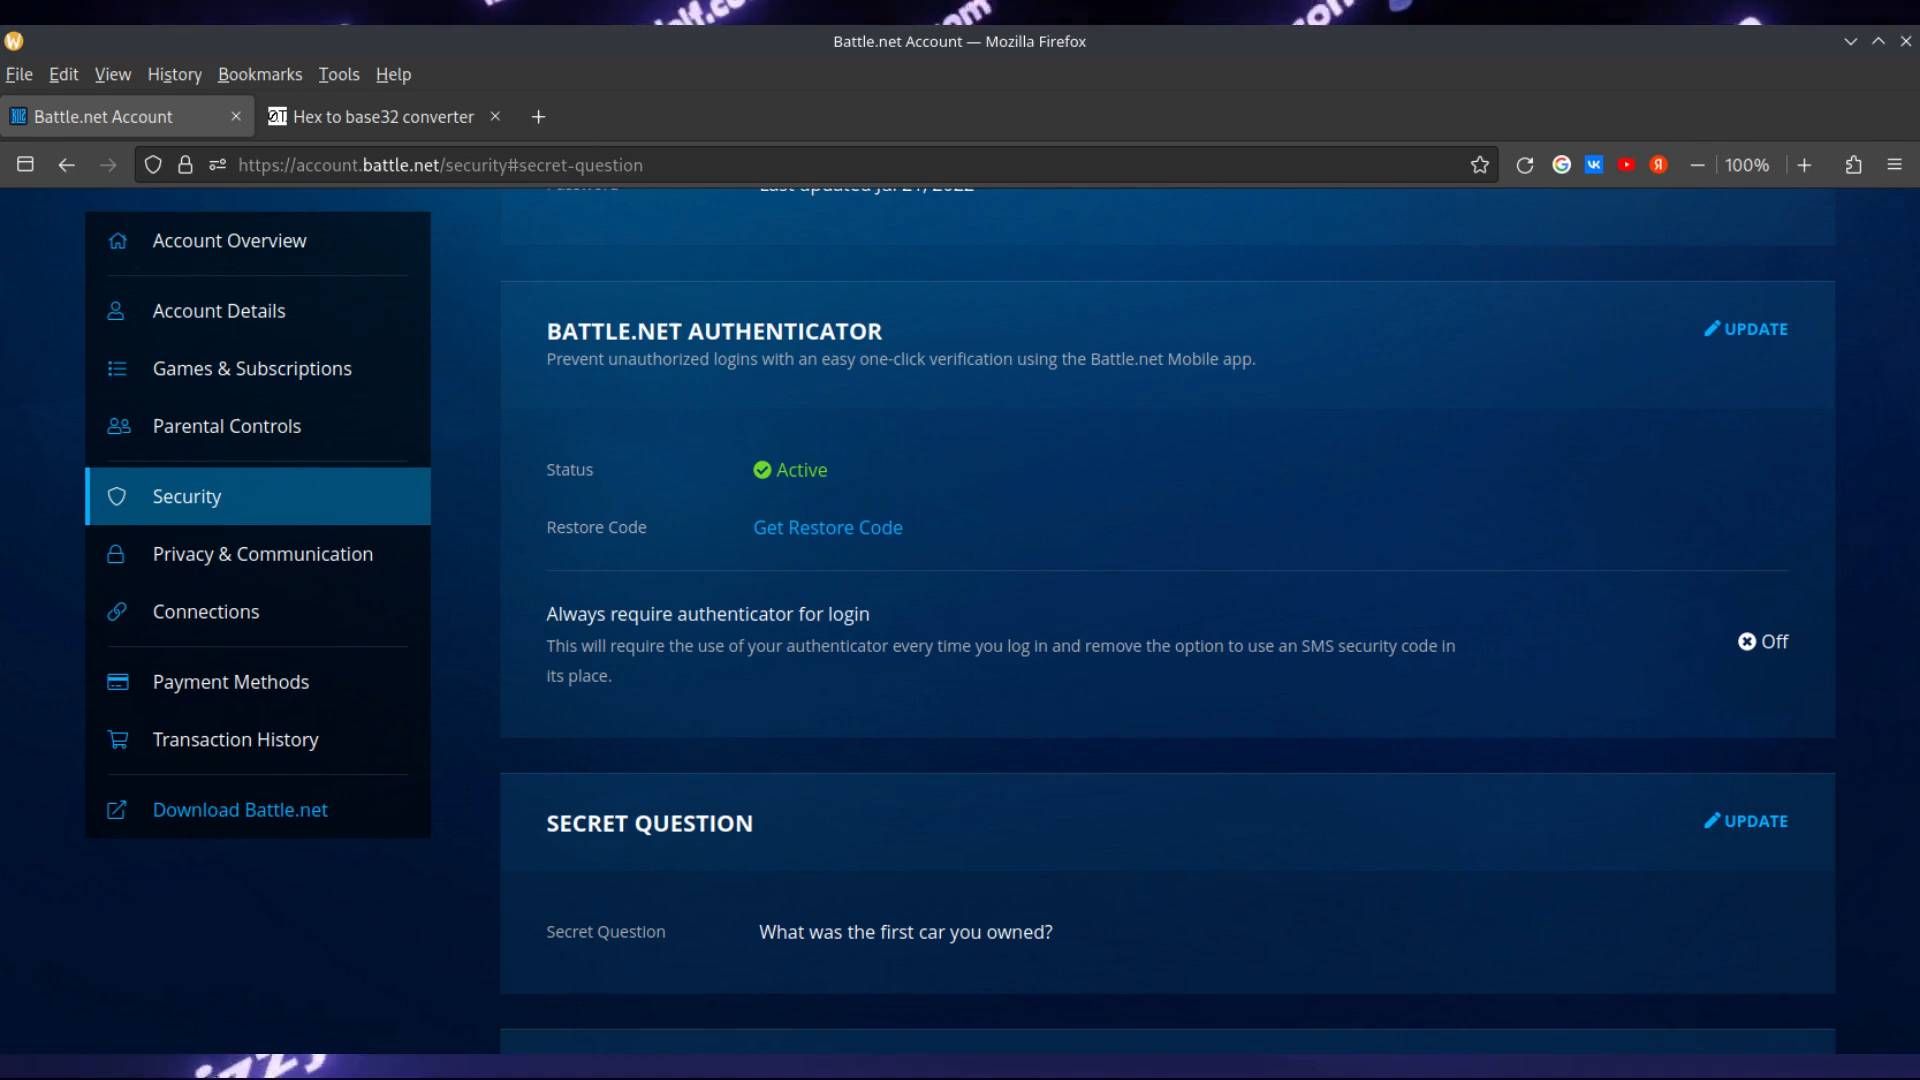 Battle.net Account — Mozilla Firefox
File Edit View History Bookmarks Tools Help
Battle.net Account
Hex to base32 converter
https://account.battle.net/security#secret-question
100%
Last updated Jul 21, 2022
Account Overview
Account Details
Games & Subscriptions
Parental Controls
Security
Privacy & Communication
Connections
Payment Methods
Transaction History
Download Battle.net
BATTLE.NET AUTHENTICATOR
UPDATE
Prevent unauthorized logins with an easy one-click verification using the Battle.net Mobile app.
Status
Active
Restore Code
Get Restore Code
Always require authenticator for login
This will require the use of your authenticator every time you log in and remove the option to use an SMS security code in
its place.
Off
SECRET QUESTION
UPDATE
Secret Question
What was the first car you owned?